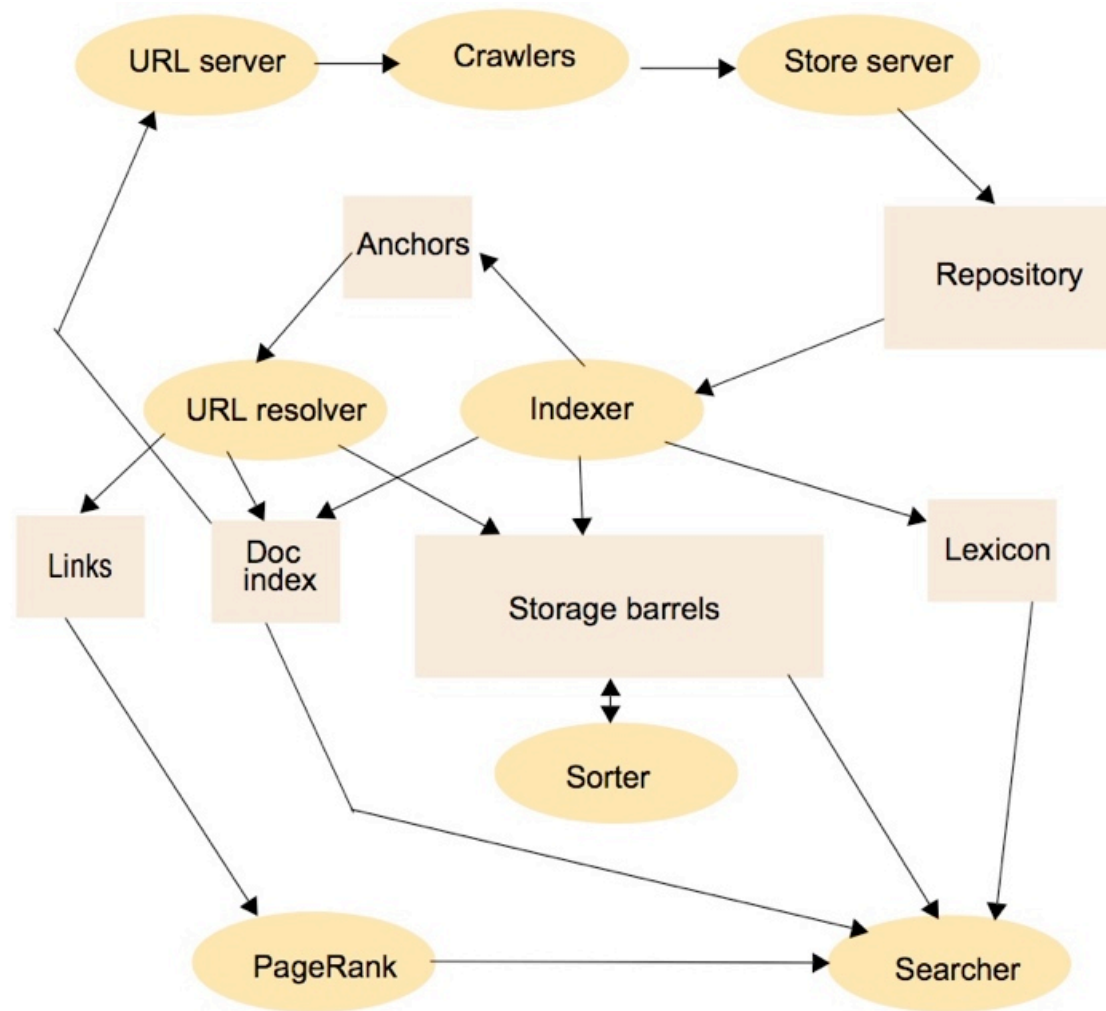 URL server
Crawlers
Store server
Anchors
Repository
URL resolver
Indexer
Links
Doc
index
Lexicon
Storage barrels
Sorter
PageRank
Searcher